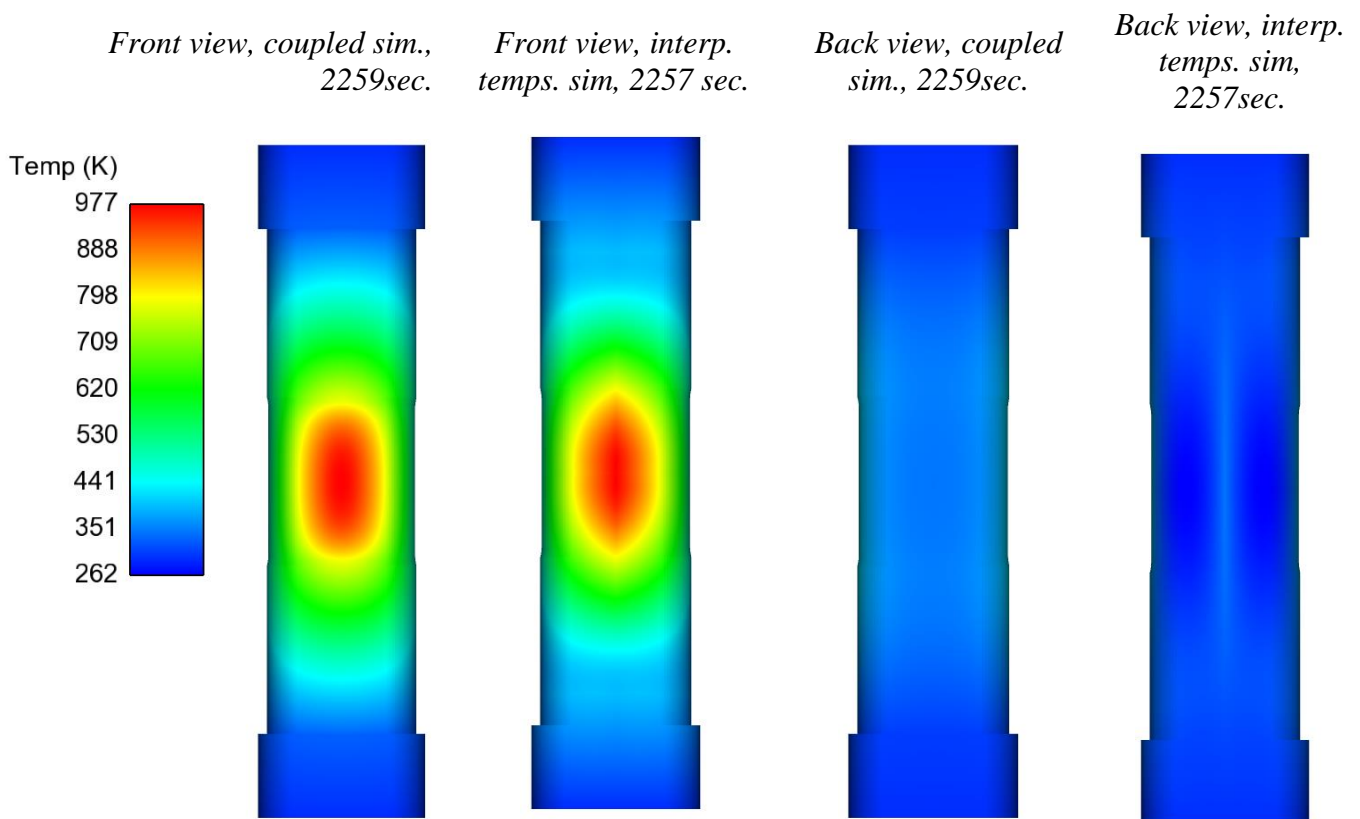 Front view, coupled sim.,
2259sec.
Front view, interp.
temps. sim, 2257 sec.
Back view, coupled
sim., 2259sec.
Back view, interp.
temps. sim,
2257sec.
Temp (K)
977
888
798
709
620
530
441
351
262